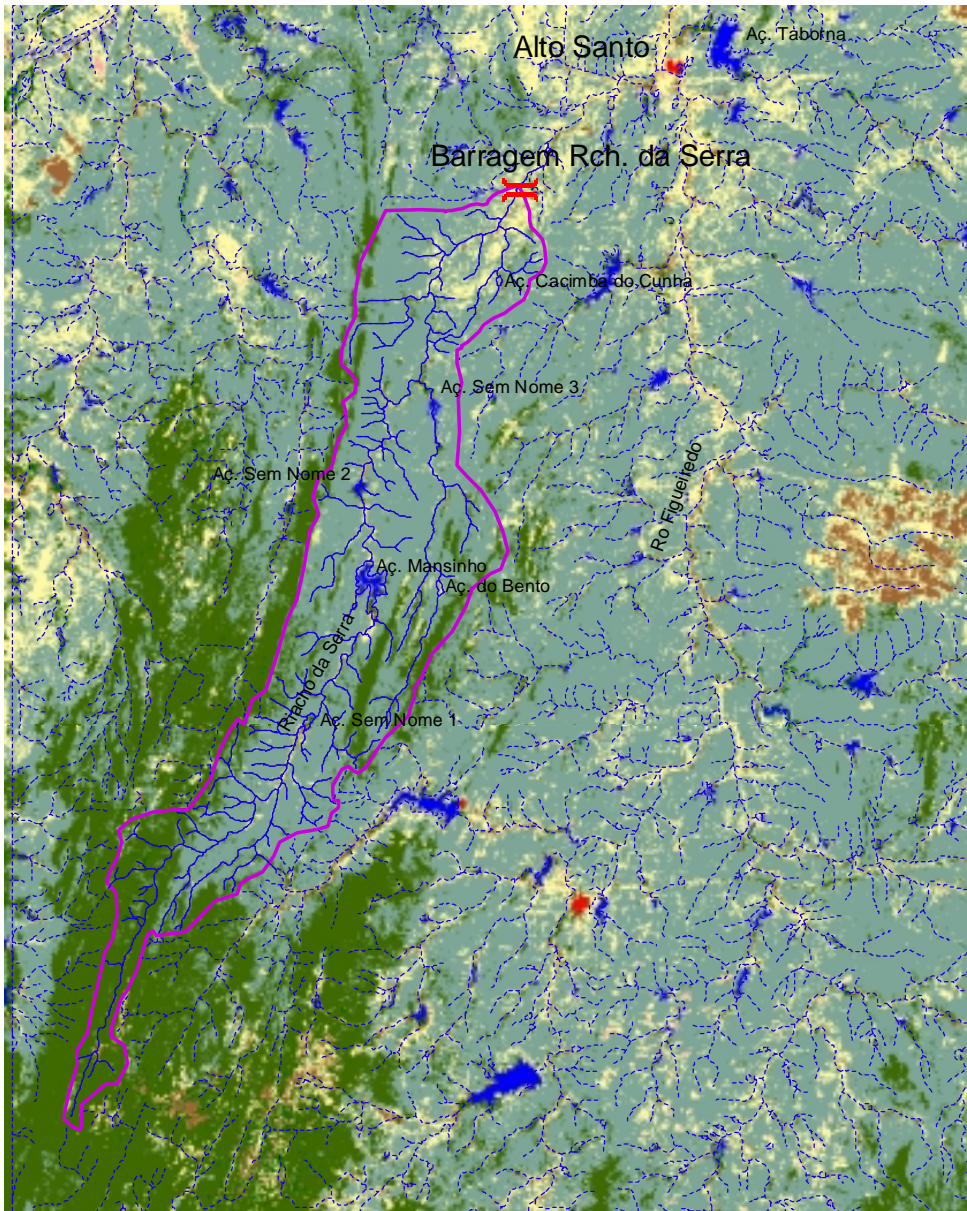 Aç. Taborna
Alto Santo
Barragem Rch. da Serra
Aç. Cacimba do Cunha
Aç. Sem Nome 3
Aç. Sem Nome 2
Ro Figueiredo
Aç. Mansinho
Aç. do Bento
Riacho da Serra
Aç. Sem Nome 1